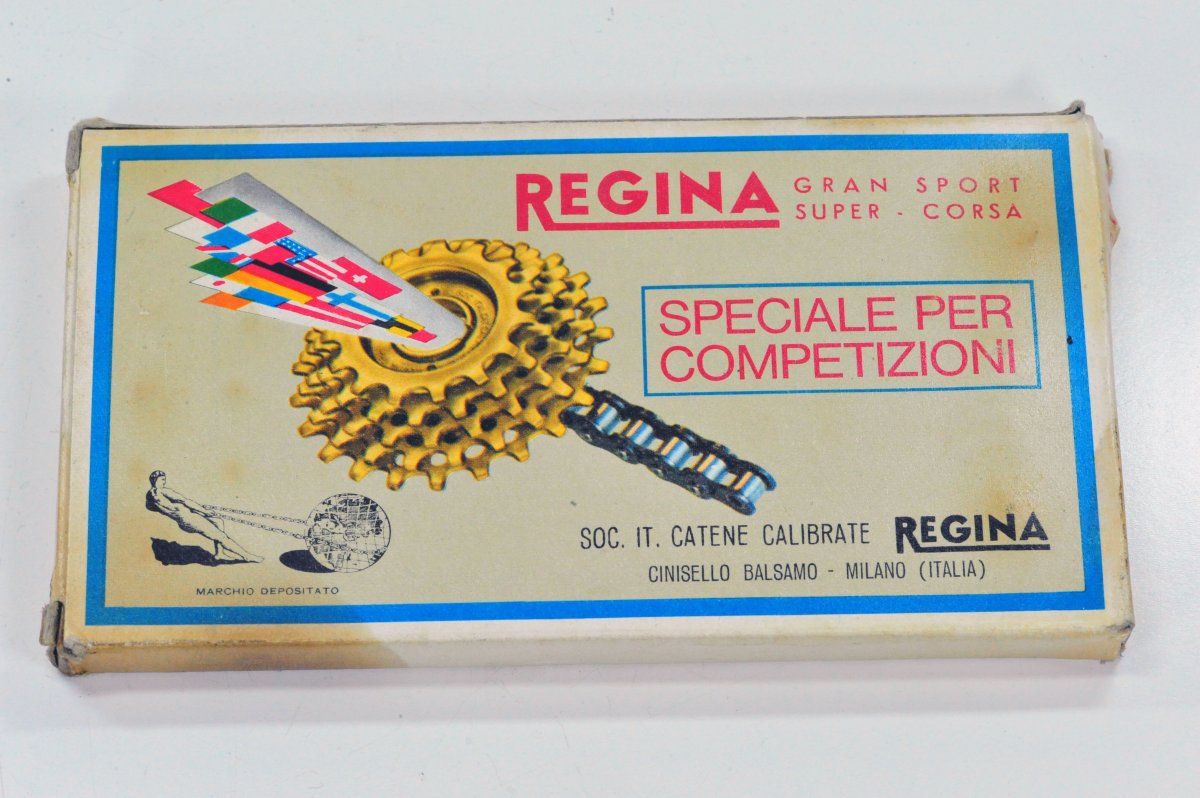 REGINA
GRAN SPORT
SUPER - CORSA
SPECIALE PER
COMPETIZIONI
SOC. IT. CATENE CALIBRATE REGINA
CINISELLO BALSAMO - MILANO (ITALIA)
MARCHIO DEPOSITATO